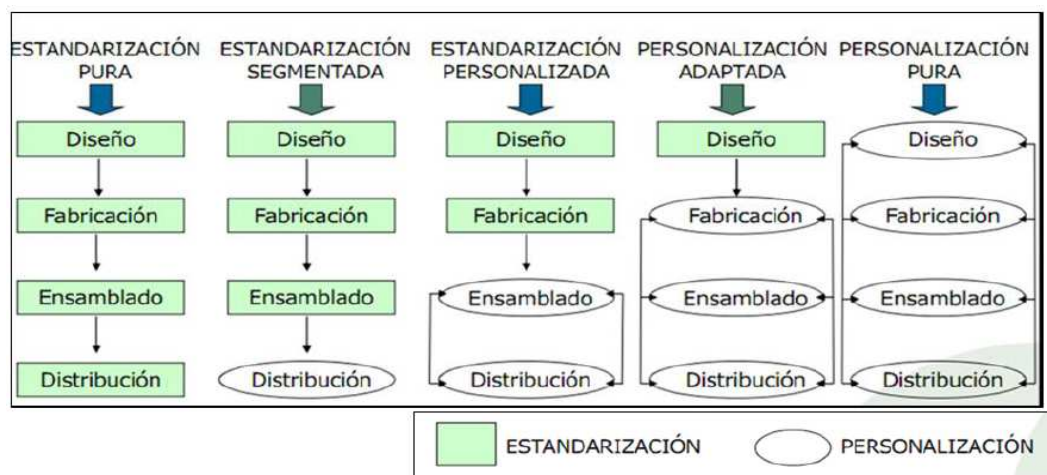 ESTANDARIZACIÓN PURA
ESTANDARIZACIÓN SEGMENTADA
ESTANDARIZACIÓN PERSONALIZADA
PERSONALIZACIÓN ADAPTADA
PERSONALIZACIÓN PURA
Diseño
Diseño
Diseño
Diseño
Diseño
Fabricación
Fabricación
Fabricación
Fabricación
Fabricación
Ensamblado
Ensamblado
Ensamblado
Ensamblado
Ensamblado
Distribución
Distribución
Distribución
Distribución
Distribución
ESTANDARIZACIÓN
PERSONALIZACIÓN